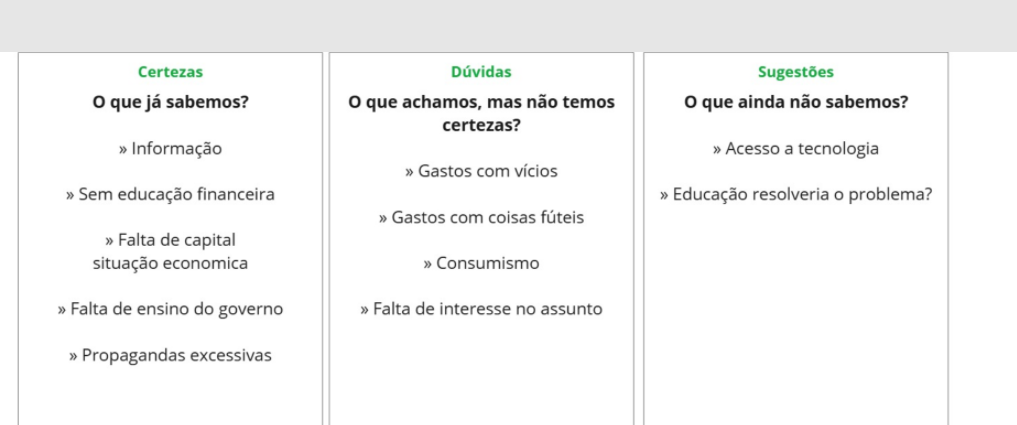 Certezas
O que já sabemos?
» Informação
» Sem educação financeira
» Falta de capital
situação economica
» Falta de ensino do governo
» Propagandas excessivas
Dúvidas
O que achamos, mas não temos
certezas?
» Gastos com vícios
» Gastos com coisas fúteis
» Consumismo
» Falta de interesse no assunto
Sugestões
O que ainda não sabemos?
» Acesso a tecnologia
» Educação resolveria o problema?